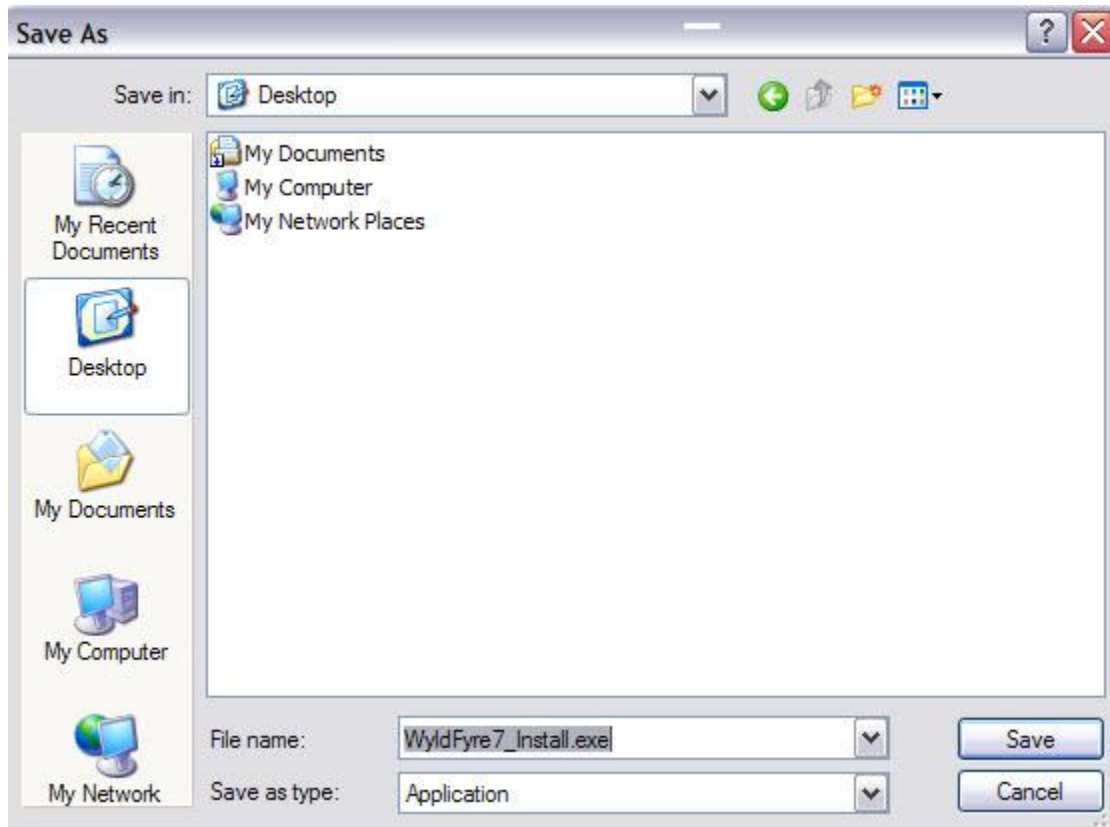 Save As
?
Save in:
Desktop
My Recent
Documents
Desktop
My Documents
My Computer
My Network
My Documents
My Computer
My Network Places
File name:
WyldFyre7_Install.exe
Save
Save as type:
Application
Cancel